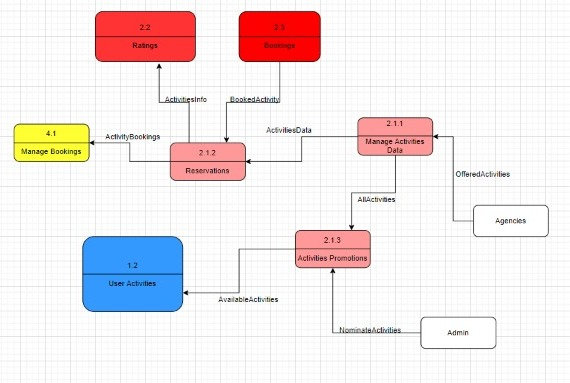 2.2
Ratings
2.3
Bookings
ActivitiesInfo
BookedActivity
4.1
Manage Bookings
ActivityBookings
2.1.2
Reservations
ActivitiesData
2.1.1
Manage Activities
Data
OfferedActivities
AllActivities
Agencies
2.1.3
Activities Promotions
1.2
User Activities
AvailableActivities
NominateActivities
Admin